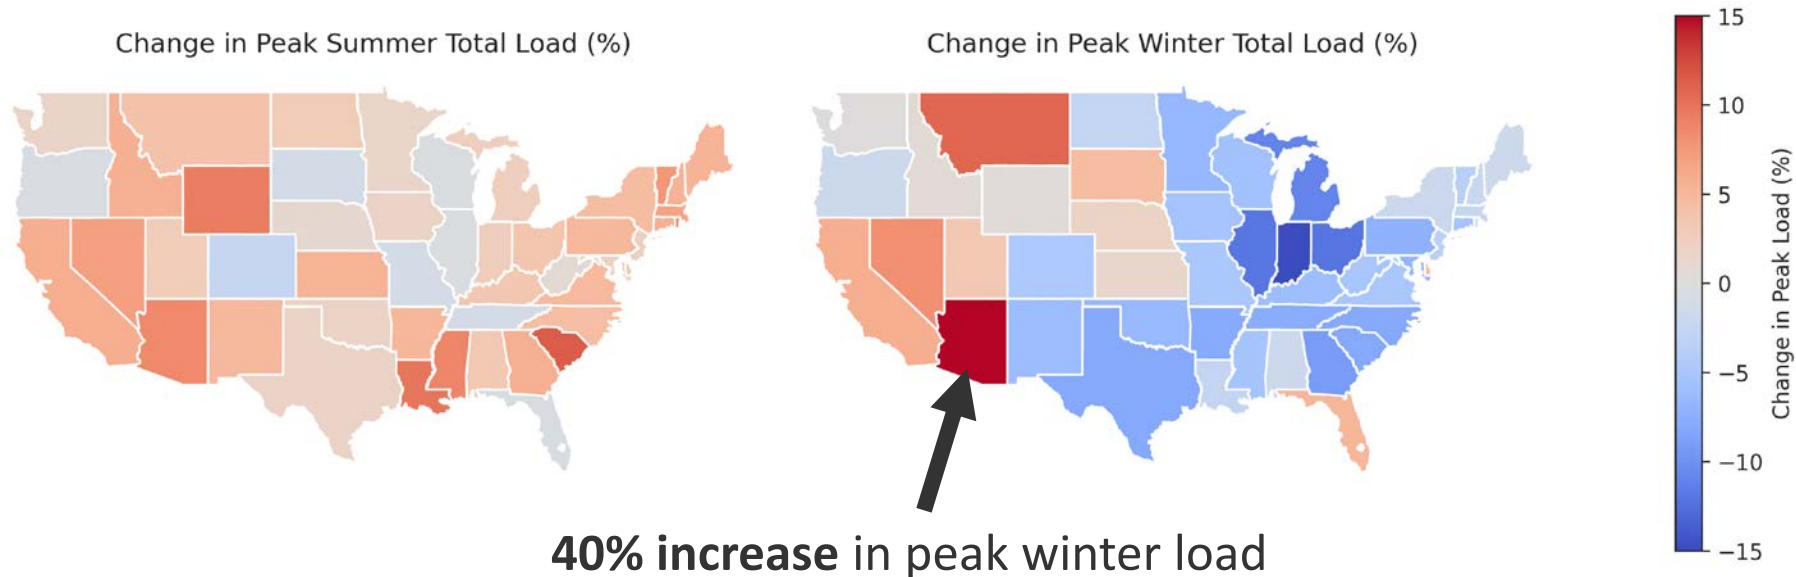 Change in Peak Summer Total Load (%)
Change in Peak Winter Total Load (%)
15
10
5
0
−5
−10
−15
Change in Peak Load (%)
40% increase in peak winter load